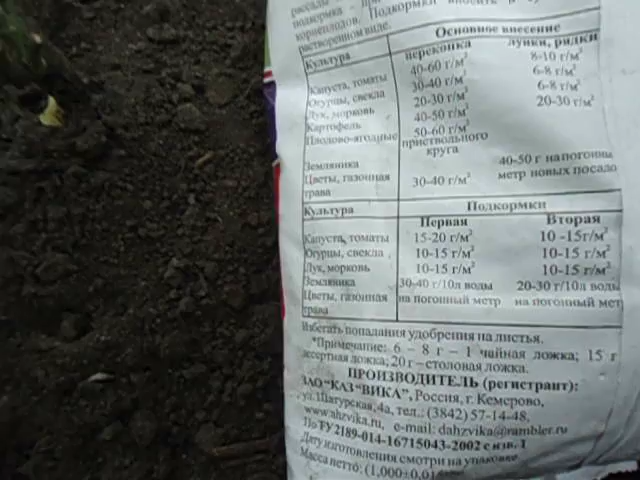 рассады
подкормка – при
корнеплодов. Подкормки вносить в
растворенном виде.
Культура Основное внесение
перекопка лунки, рядки
Капуста, томаты 40-60 г/м² 8-10 г/м²
Огурцы, свекла 30-40 г/м² 6-8 г/м²
Лук, морковь 20-30 г/м² 6-8 г/м²
Картофель 40-50 г/м² 20-30 г/м²
Плодово-ягодные 50-60 г/м²
приствольного
круга
Земляника 40-50 г на погонны
метр новых посадо
Цветы, газонная
трава 30-40 г/м²
Культура Подкормки
Первая Вторая
Капуста, томаты 15-20 г/м² 10 -15г/м²
Огурцы, свекла 10-15 г/м² 10-15 г/м²
Лук, морковь 10-15 г/м² 10-15 г/м²
Земляника 30-40 г/10л воды 20-30 г/10л воды
Цветы, газонная на погонный метр на погонный мет
трава
Избегать попадания удобрения на листья.
*Примечание: 6 – 8 г – 1 чайная ложка; 15 г
десертная ложка; 20 г – столовая ложка.
ПРОИЗВОДИТЕЛЬ (регистрант):
ЗАО "КАЗ "ВИКА", Россия, г. Кемерово,
ул. Шатурская, 4а, тел.: (3842) 57-14-48,
www.ahzvika.ru, e-mail: dahzvika@rambler.ru
По ТУ 2189-014-16715043-2002 с изв. 1
Дату изготовления смотри на упаковке
Масса нетто: (1,000±0,01